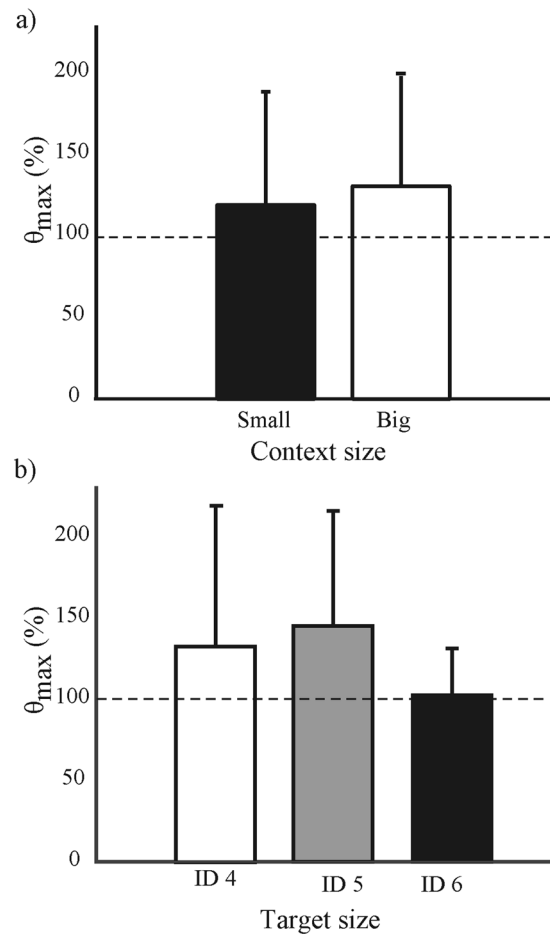 a)
200
150
100
50
0
θmax (%)
Small Big
Context size
b)
200
150
100
50
0
θmax (%)
ID 4 ID 5 ID 6
Target size